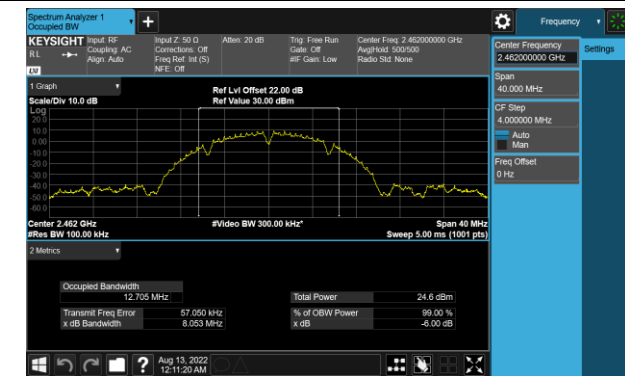 Spectrum Analyzer 1
Occupied BW
Frequency
KEYSIGHT
RL
Input: RF
Coupling: AC
Align: Auto
Input Z: 50 Ω
Corrections: Off
Freq Ref: Int (S)
NFE: Off
Atten: 20 dB
Trig: Free Run
Gate: Off
#IF Gain: Low
Center Freq: 2.462000000 GHz
Avg|Hold: 500/500
Radio Std: None
1 Graph
Scale/Div 10.0 dB
Ref Lvl Offset 22.00 dB
Ref Value 30.00 dBm
Log
20.0
10.0
0.00
-10.0
-20.0
-30.0
-40.0
-50.0
-60.0
Center 2.462 GHz
#Res BW 100.00 kHz
#Video BW 300.00 kHz*
Span 40 MHz
Sweep 5.00 ms (1001 pts)
2 Metrics
Occupied Bandwidth
12.705 MHz
Total Power 24.6 dBm
Transmit Freq Error 57.050 kHz
% of OBW Power 99.00 %
x dB Bandwidth 8.053 MHz
x dB -6.00 dB
Center Frequency
2.462000000 GHz
Settings
Span
40.000 MHz
CF Step
4.000000 MHz
Auto
Man
Freq Offset
0 Hz
?
Aug 13, 2022
12:11:20 AM